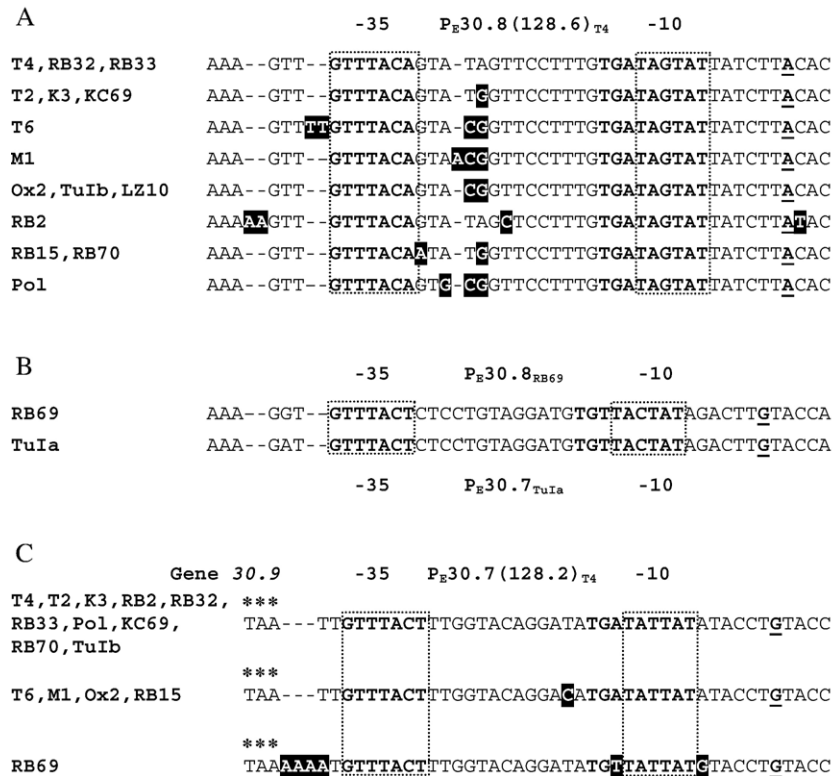 A
-35 PE30.8(128.6)T4 -10
T4,RB32,RB33 AAA--GTT--GTTTACAGTA-TAGTTCCTTTGTGATAGTATTATCTTACAC
T2,K3,KC69 AAA--GTT--GTTTACAGTA-TGGTTCCTTTGTGATAGTATTATCTTACAC
T6 AAA--GTTTTGTTTACAGTA-CGGTTCCTTTGTGATAGTATTATCTTACAC
M1 AAA--GTT--GTTTACAGTAACGGTTCCTTTGTGATAGTATTATCTTACAC
Ox2,TuIb,LZ10 AAA--GTT--GTTTACAGTA-CGGTTCCTTTGTGATAGTATTATCTTACAC
RB2 AAAAAGTT--GTTTACAGTA-TAGCTCCTTTGTGATAGTATTATCTTATAC
RB15,RB70 AAA--GTT--GTTTACAATA-TGGTTCCTTTGTGATAGTATTATCTTACAC
Pol AAA--GTT--GTTTACAGTG-CGGTTCCTTTGTGATAGTATTATCTTACAC
B
-35 PE30.8RB69 -10
RB69 AAA--GGT--GTTTACTCTCCTGTAGGATGTGTTACTATAGACTTGTACCA
TuIa AAA--GAT--GTTTACTCTCCTGTAGGATGTGTTACTATAGACTTGTACCA
-35 PE30.7TuIa -10
C
Gene 30.9 -35 PE30.7(128.2)T4 -10
T4,T2,K3,RB2,RB32, ***
RB33,Pol,KC69, TAA---TTGTTTACTTTGGTACAGGATATGATATTATATACCTGTACC
RB70,TuIb
***
T6,M1,Ox2,RB15 TAA---TTGTTTACTTTGGTACAGGACATGATATTATATACCTGTACC
***
RB69 TAAAAAATGTTTACTTTGGTACAGGATATGTTATTATGTACCTGTACC